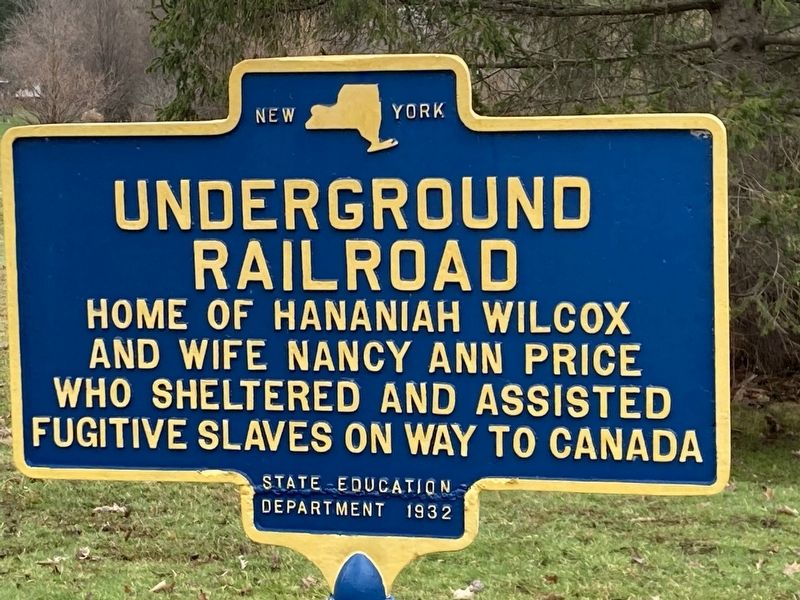 NEW YORK
UNDERGROUND
RAILROAD
HOME OF HANANIAH WILCOX
AND WIFE NANCY ANN PRICE
WHO SHELTERED AND ASSISTED
FUGITIVE SLAVES ON WAY TO CANADA
STATE EDUCATION
DEPARTMENT 1932